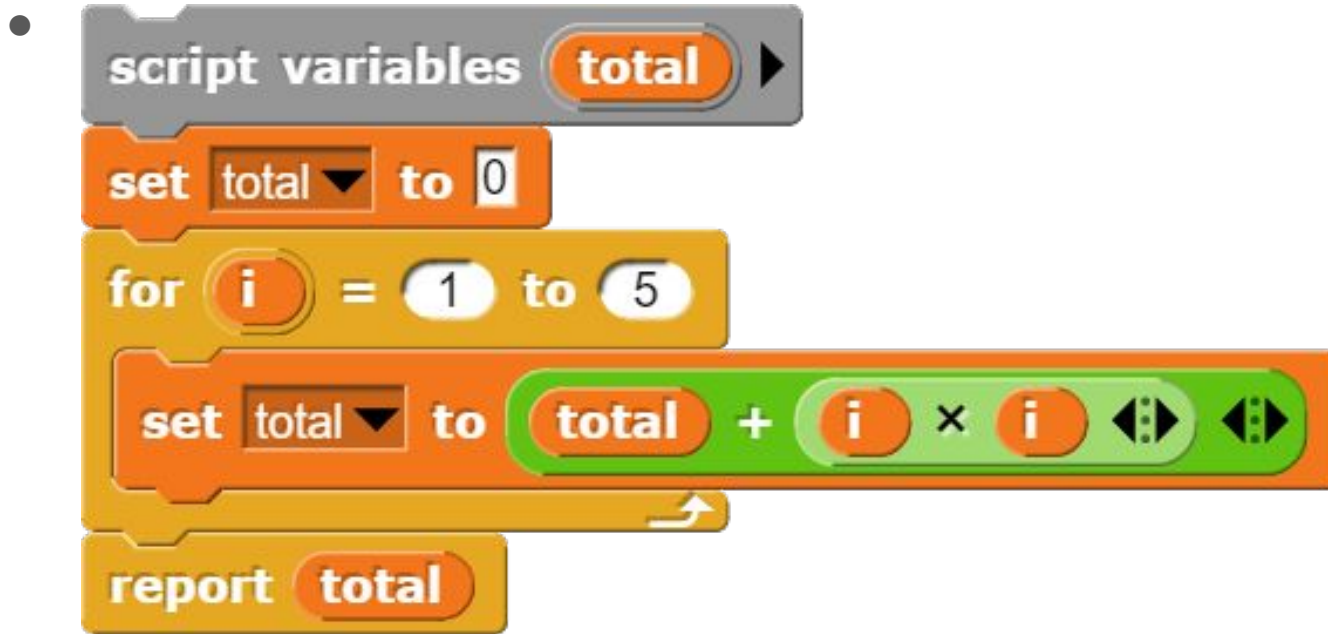 script variables total
set total to 0
for i = 1 to 5
set total to total + i × i
report total